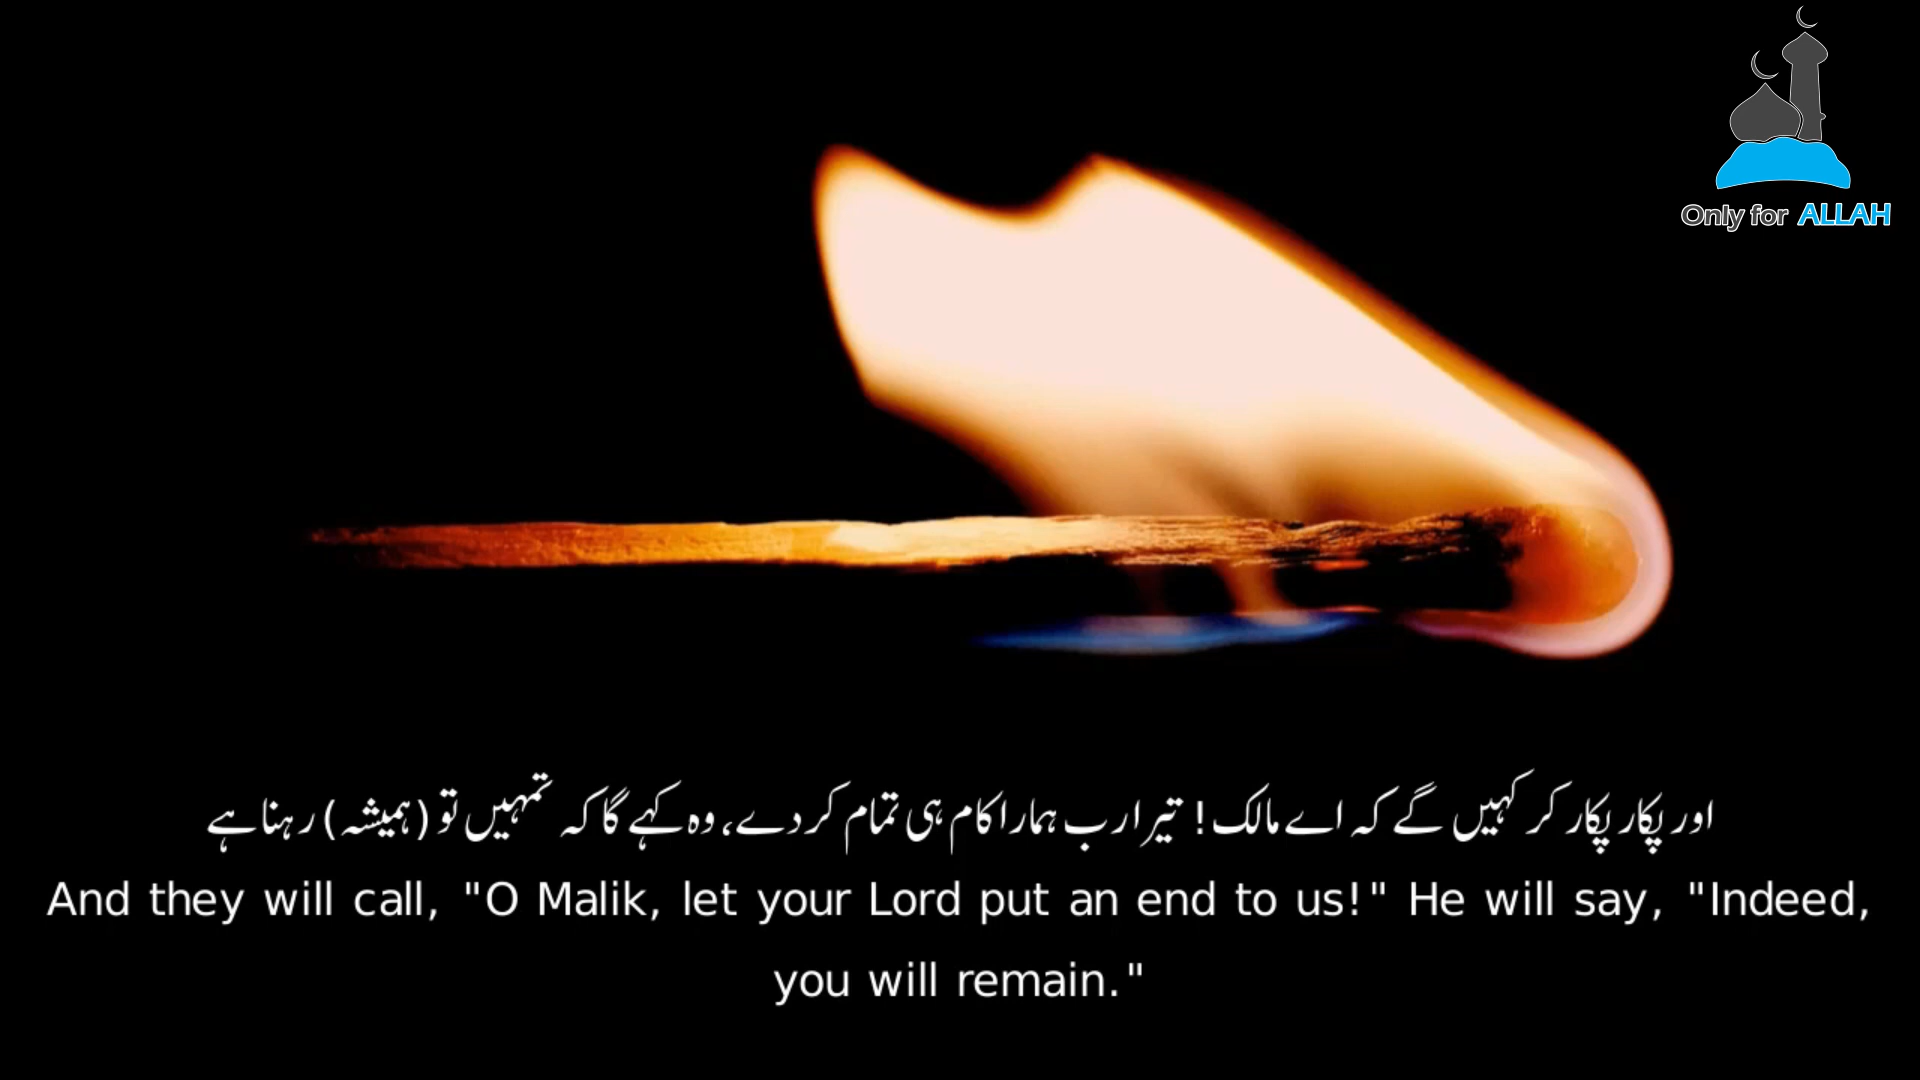 Only for ALLAH
اور پکار پکار کر کہیں گے کہ اے مالک! تیرا رب ہمارا کام ہی تمام کردے، وہ کہے گا کہ تمہیں تو (ہمیشہ) رہنا ہے
And they will call, "O Malik, let your Lord put an end to us!" He will say, "Indeed,
you will remain."